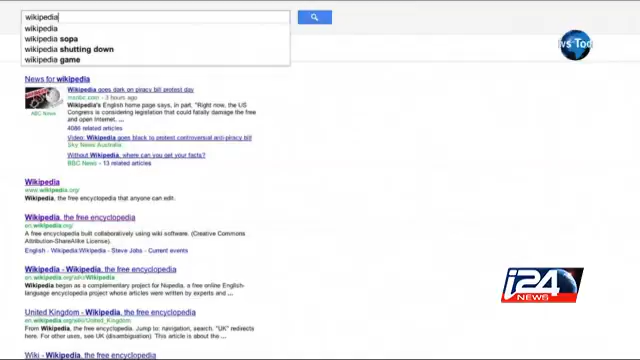 wikipedia
wikipedia
wikipedia sopa
wikipedia shutting down
wikipedia game
News for wikipedia
Wikipedia goes dark on piracy bill protest day
msnbc.com - 3 hours ago
Wikipedia's English home page says, in part, "Right now, the US
Congress is considering legislation that could fatally damage the free
and open Internet. ...
ABC News
4086 related articles
Video: Wikipedia goes black to protest controversial anti-piracy bill
Sky News Australia
Without Wikipedia, where can you get your facts?
BBC News - 13 related articles
Wikipedia
www.wikipedia.org/
Wikipedia, the free encyclopedia that anyone can edit.
Wikipedia, the free encyclopedia
en.wikipedia.org/
A free encyclopedia built collaboratively using wiki software. (Creative Commons
Attribution-ShareAlike License).
English - Wikipedia:Wikipedia - Steve Jobs - Current events
Wikipedia - Wikipedia, the free encyclopedia
en.wikipedia.org/wiki/Wikipedia
Wikipedia began as a complementary project for Nupedia, a free online English-
language encyclopedia project whose articles were written by experts and ...
United Kingdom - Wikipedia, the free encyclopedia
en.wikipedia.org/wiki/United_Kingdom
From Wikipedia, the free encyclopedia. Jump to: navigation, search. "UK" redirects
here. For other uses, see UK (disambiguation). This article is about the ...
Wiki - Wikipedia, the free encyclopedia
i24
NEWS